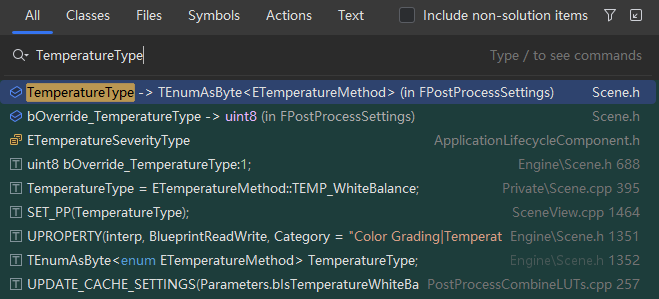 All Classes Files Symbols Actions Text Include non-solution items
TemperatureType Type / to see commands
TemperatureType -> TEnumAsByte<ETemperatureMethod> (in FPostProcessSettings) Scene.h
bOverride_TemperatureType -> uint8 (in FPostProcessSettings) Scene.h
ETemperatureSeverityType ApplicationLifecycleComponent.h
uint8 bOverride_TemperatureType:1; Engine\Scene.h 688
TemperatureType = ETemperatureMethod::TEMP_WhiteBalance; Private\Scene.cpp 395
SET_PP(TemperatureType); SceneView.cpp 1464
UPROPERTY(interp, BlueprintReadWrite, Category = "Color Grading|Temperat Engine\Scene.h 1351
TEnumAsByte<enum ETemperatureMethod> TemperatureType; Engine\Scene.h 1352
UPDATE_CACHE_SETTINGS(Parameters.bIsTemperatureWhiteBa PostProcessCombineLUTs.cpp 257